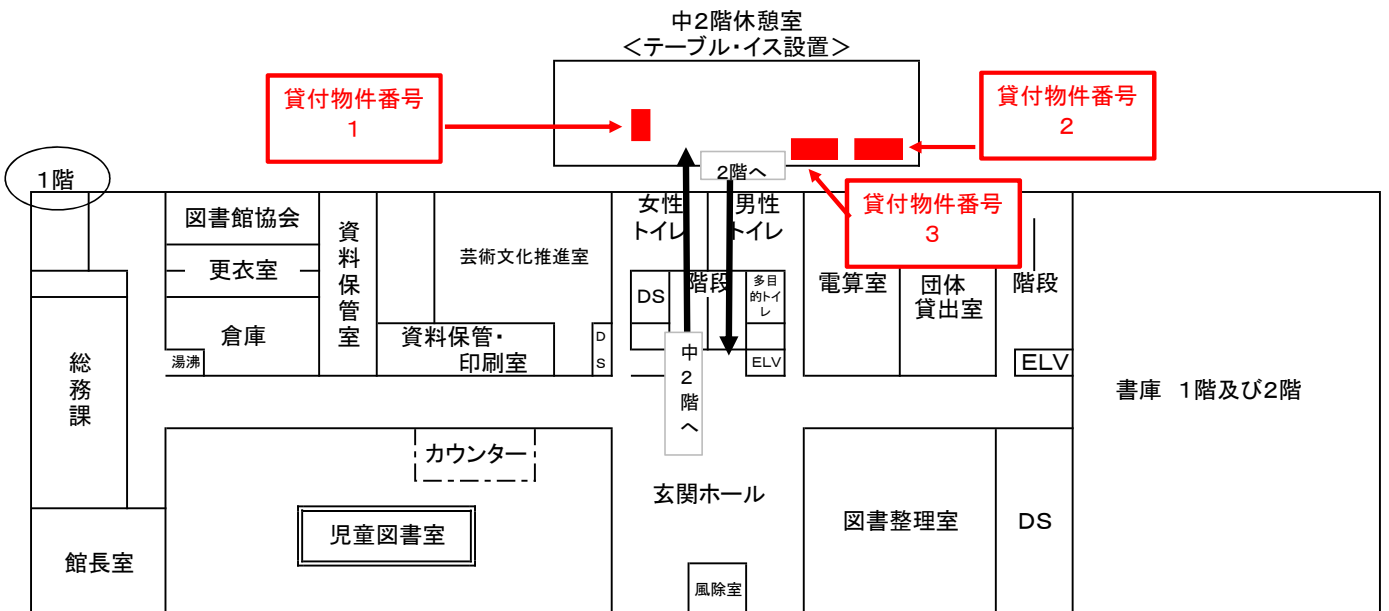 中2階休憩室
＜テーブル・イス設置＞
貸付物件番号
1
貸付物件番号
2
1階
2階へ
貸付物件番号
3
図書館協会
更衣室
倉庫
湯沸
資料保管室
芸術文化推進室
資料保管・
印刷室
DS
女性
トイレ
男性
トイレ
DS
階段
多目
的トイ
レ
ELV
中2階へ
電算室
団体
貸出室
階段
ELV
書庫　1階及び2階
総務課
館長室
カウンター
児童図書室
玄関ホール
風除室
図書整理室
DS